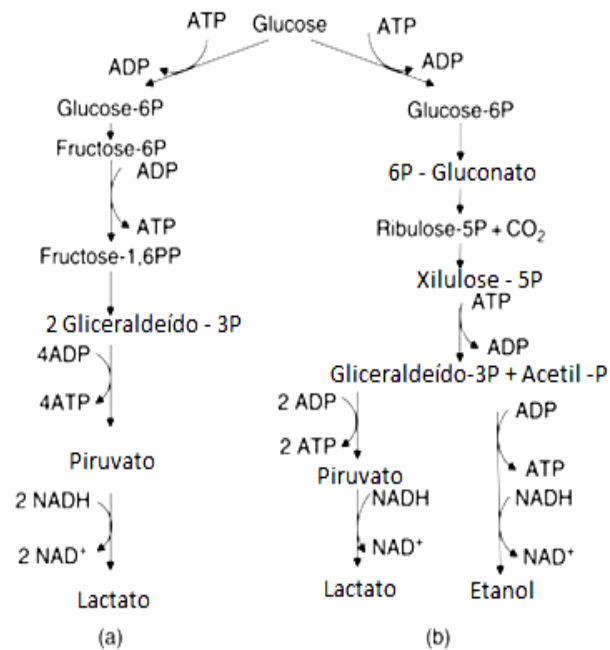 ATP Glucose ATP
ADP ADP
Glucose-6P
Fructose-6P
ADP
ATP
Fructose-1,6PP
2 Gliceraldeído - 3P
4ADP
4ATP
Piruvato
2 NADH
2 NAD⁺
Lactato
(a)
Glucose-6P
6P - Gluconato
Ribulose-5P + CO₂
Xilulose - 5P
ATP
ADP
Gliceraldeído-3P + Acetil -P
2 ADP
2 ATP
Piruvato
NADH
NAD⁺
Lactato
ADP
ATP
NADH
NAD⁺
Etanol
(b)